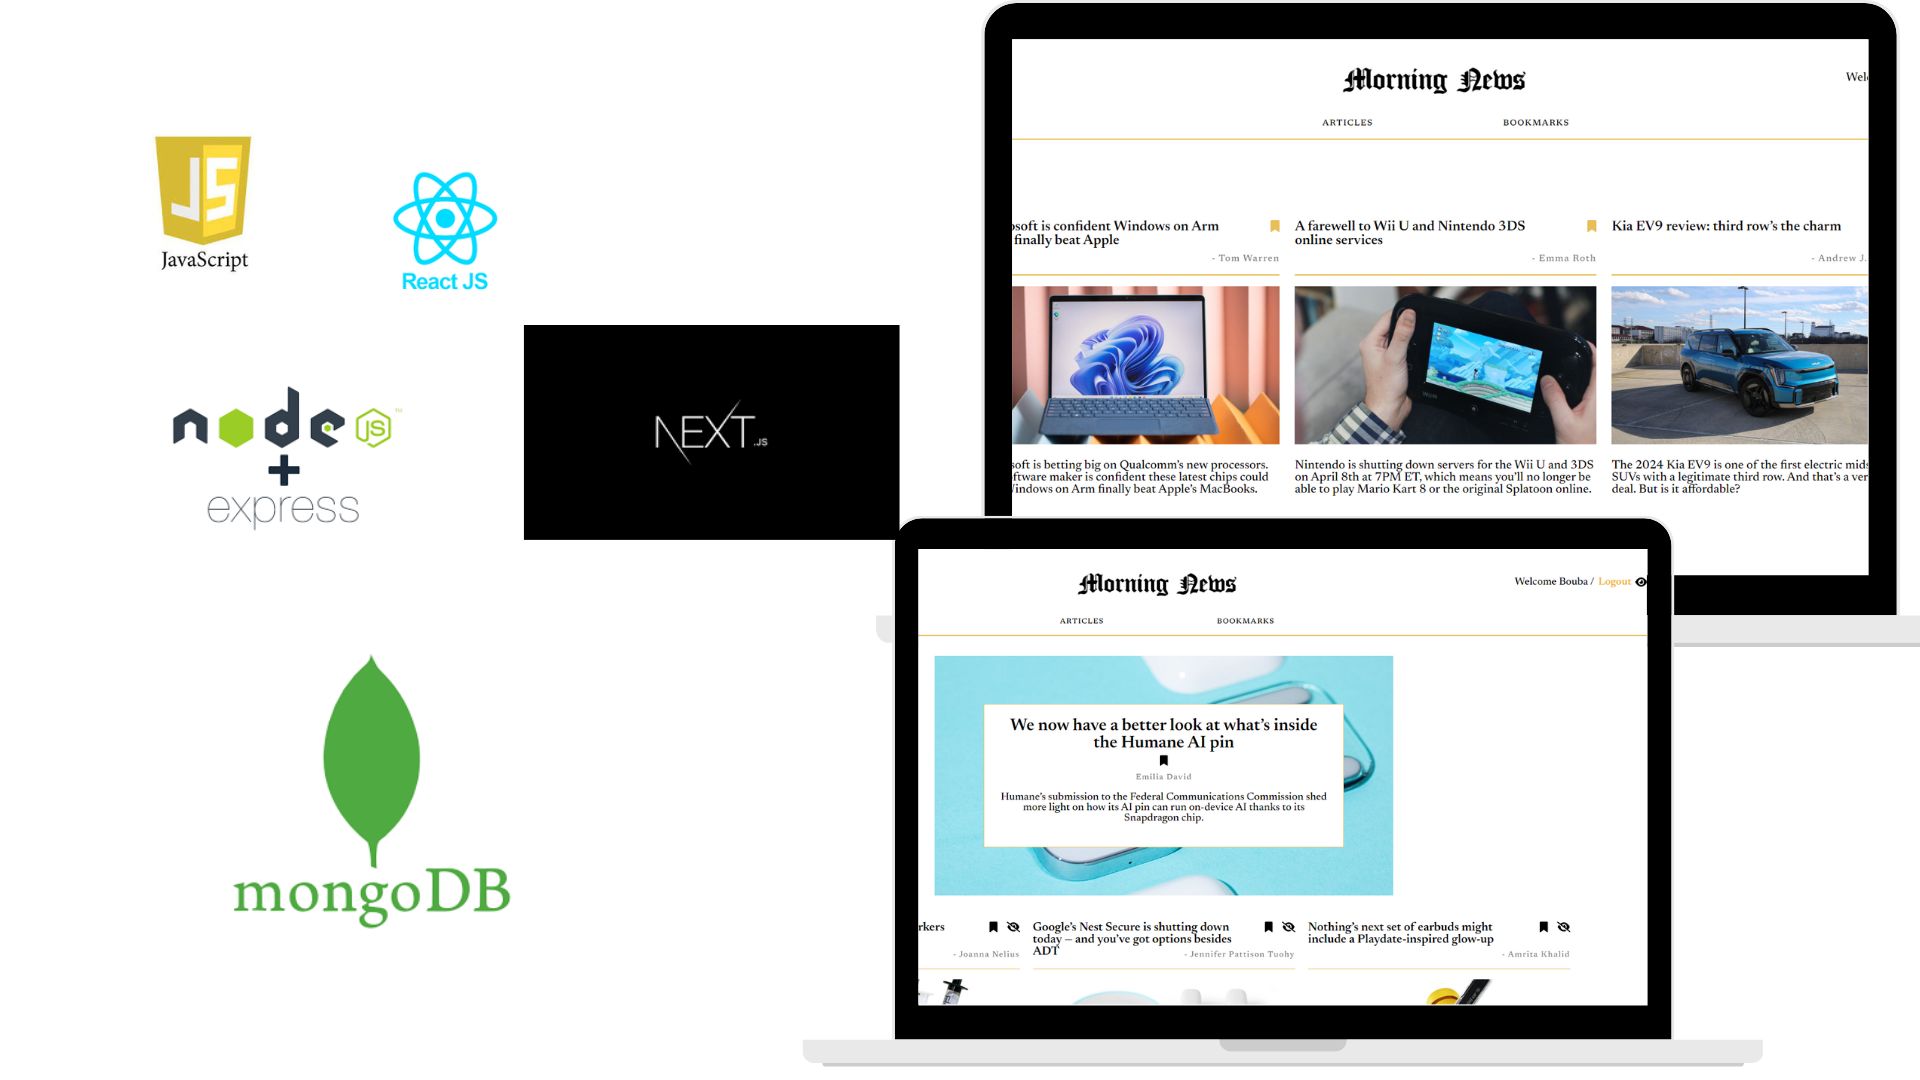 JS
JavaScript
React JS
node JS™
+
express
NEXT.JS
mongoDB
Morning News
Welc
ARTICLES
BOOKMARKS
osoft is confident Windows on Arm
finally beat Apple
- Tom Warren
A farewell to Wii U and Nintendo 3DS
online services
- Emma Roth
Kia EV9 review: third row's the charm
- Andrew J.
soft is betting big on Qualcomm's new processors.
ftware maker is confident these latest chips could
Windows on Arm finally beat Apple's MacBooks.
Nintendo is shutting down servers for the Wii U and 3DS
on April 8th at 7PM ET, which means you'll no longer be
able to play Mario Kart 8 or the original Splatoon online.
The 2024 Kia EV9 is one of the first electric mids
SUVs with a legitimate third row. And that's a ver
deal. But is it affordable?
Morning News
Welcome Bouba / Logout
ARTICLES
BOOKMARKS
We now have a better look at what's inside
the Humane AI pin
Emilia David
Humane's submission to the Federal Communications Commission shed
more light on how its AI pin can run on-device AI thanks to its
Snapdragon chip.
rkers
- Joanna Nelius
Google's Nest Secure is shutting down
today — and you've got options besides
ADT
- Jennifer Pattison Tuohy
Nothing's next set of earbuds might
include a Playdate-inspired glow-up
- Amrita Khalid